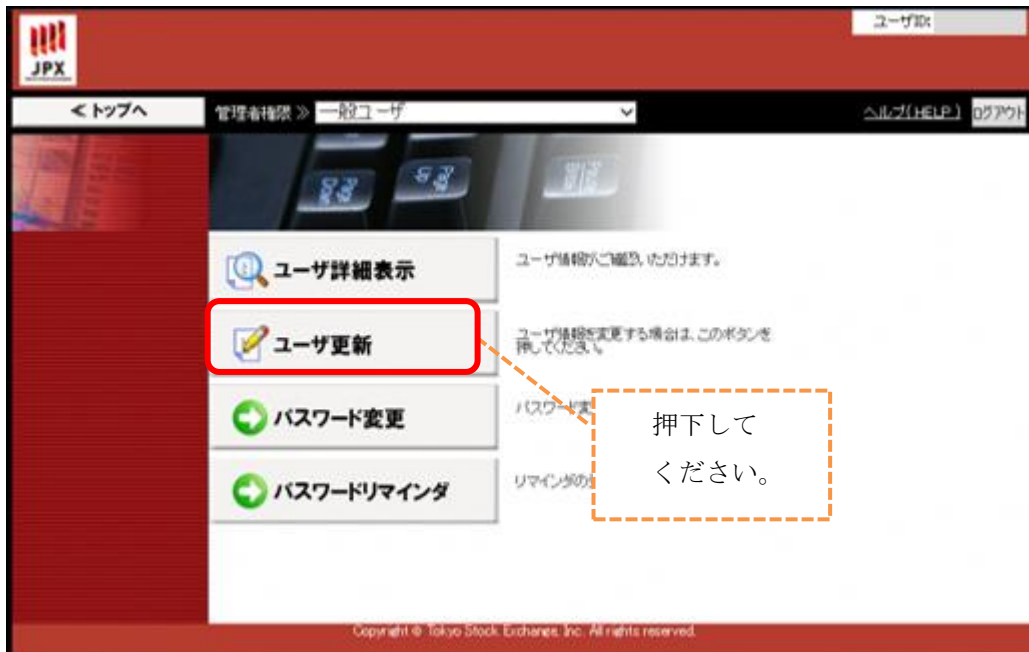 ユーザID:
JPX
≪ トップへ
管理者権限 ≫ 一般ユーザ
ヘルプ(HELP)
ログアウト
Page Down
Page Up
ユーザ詳細表示
ユーザ情報がご確認いただけます。
ユーザ更新
ユーザ情報を変更する場合は、このボタンを
押してください。
パスワード変更
パスワード変
押下して
ください。
パスワードリマインダ
リマインダの
Copyright © Tokyo Stock Exchange, Inc. All rights reserved.